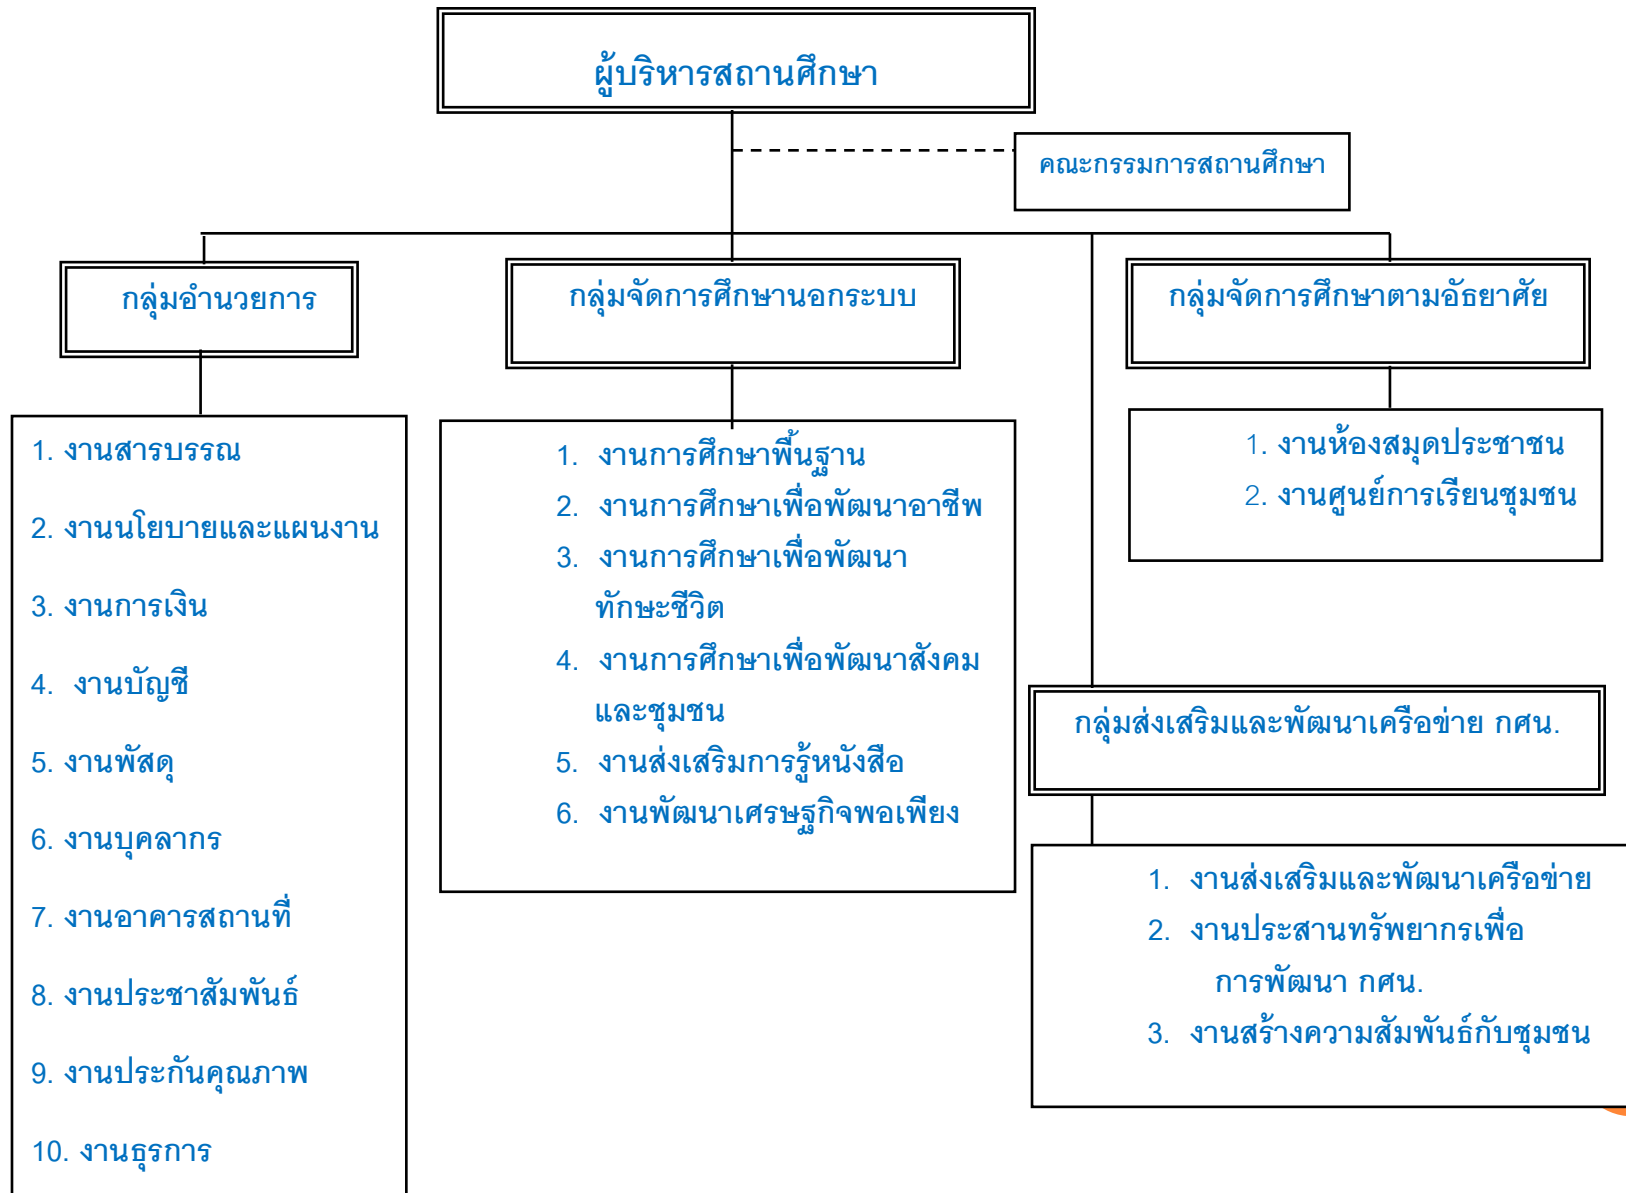 ผู้บริหารสถานศึกษา
คณะกรรมการสถานศึกษา
กลุ่มอำนวยการ
1. งานสารบรรณ
2. งานนโยบายและแผนงาน
3. งานการเงิน
4. งานบัญชี
5. งานพัสดุ
6. งานบุคลากร
7. งานอาคารสถานที่
8. งานประชาสัมพันธ์
9. งานประกันคุณภาพ
10. งานธุรการ
กลุ่มจัดการศึกษานอกระบบ
1. งานการศึกษาพื้นฐาน
2. งานการศึกษาเพื่อพัฒนาอาชีพ
3. งานการศึกษาเพื่อพัฒนา
ทักษะชีวิต
4. งานการศึกษาเพื่อพัฒนาสังคม
และชุมชน
5. งานส่งเสริมการรู้หนังสือ
6. งานพัฒนาเศรษฐกิจพอเพียง
กลุ่มจัดการศึกษาตามอัธยาศัย
1. งานห้องสมุดประชาชน
2. งานศูนย์การเรียนชุมชน
กลุ่มส่งเสริมและพัฒนาเครือข่าย กศน.
1. งานส่งเสริมและพัฒนาเครือข่าย
2. งานประสานทรัพยากรเพื่อ
การพัฒนา กศน.
3. งานสร้างความสัมพันธ์กับชุมชน